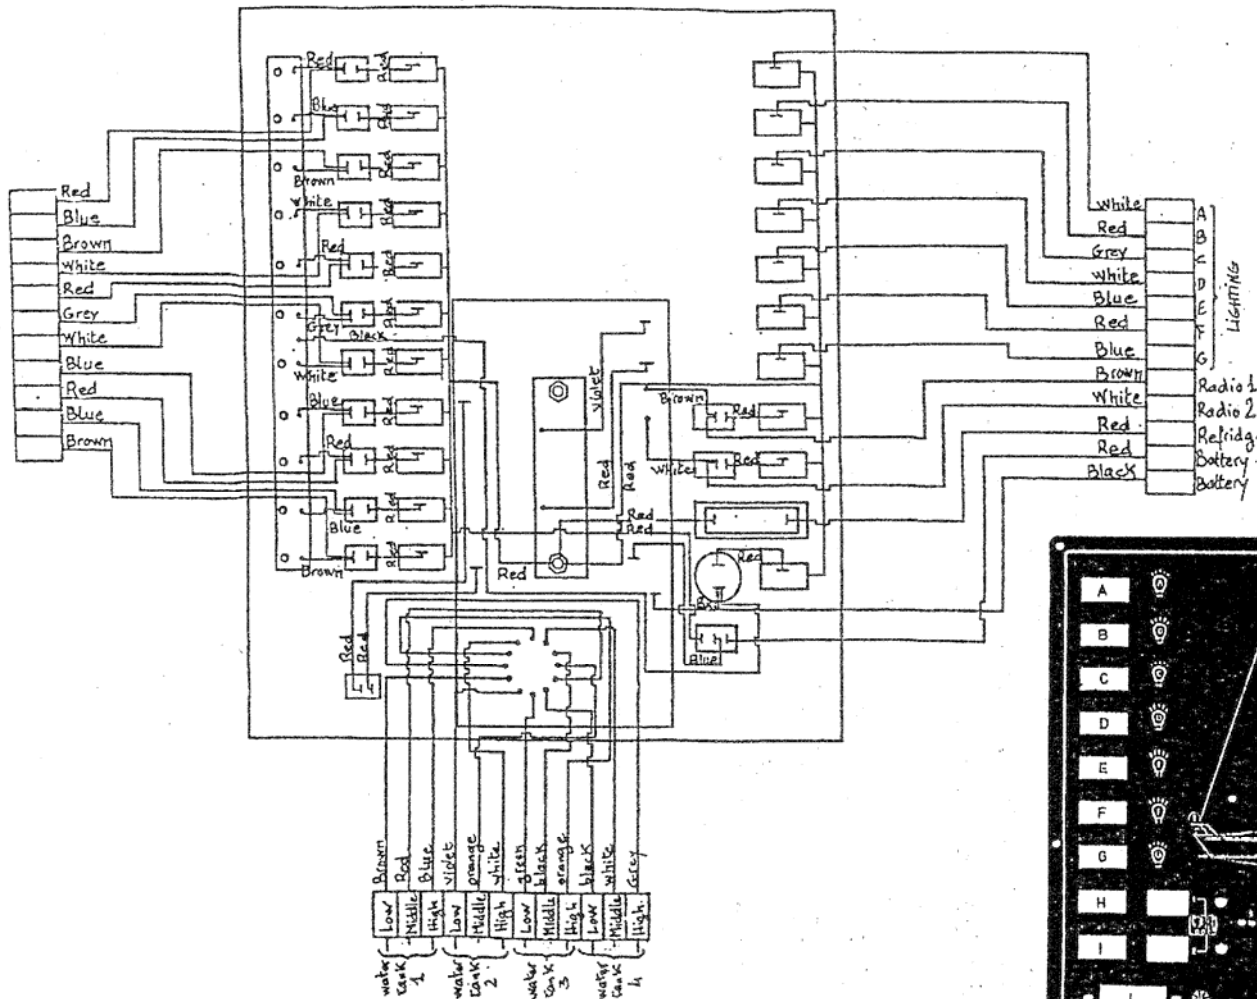 Red
Blue
Brown
White
Red
Grey
White
Blue
Red
Blue
Brown
Red
Red
Blue
Red
Brown
Red
White
Red
Red
Red
Grey
Red
Black
White
Red
Blue
Red
Red
Red
Red
Blue
Red
Brown
Red
Red
Red
Red
Violet
Red
Red
Red
Red
Brown
Red
White
Red
Red
Blue
White A
Red B
Grey C
White D
Blue E
Red F
Blue G
LIGHTING
Brown Radio 1
White Radio 2
Red Refridg.
Red Battery
Black Battery
Brown
Red
Blue
violet
orange
white
green
black
orange
black
white
Grey
Low
Middle
High
Low
Middle
High
Low
Middle
High
Low
Middle
High
water tank 1
water tank 2
water tank 3
water tank 4
A
B
C
D
E
F
G
H
I